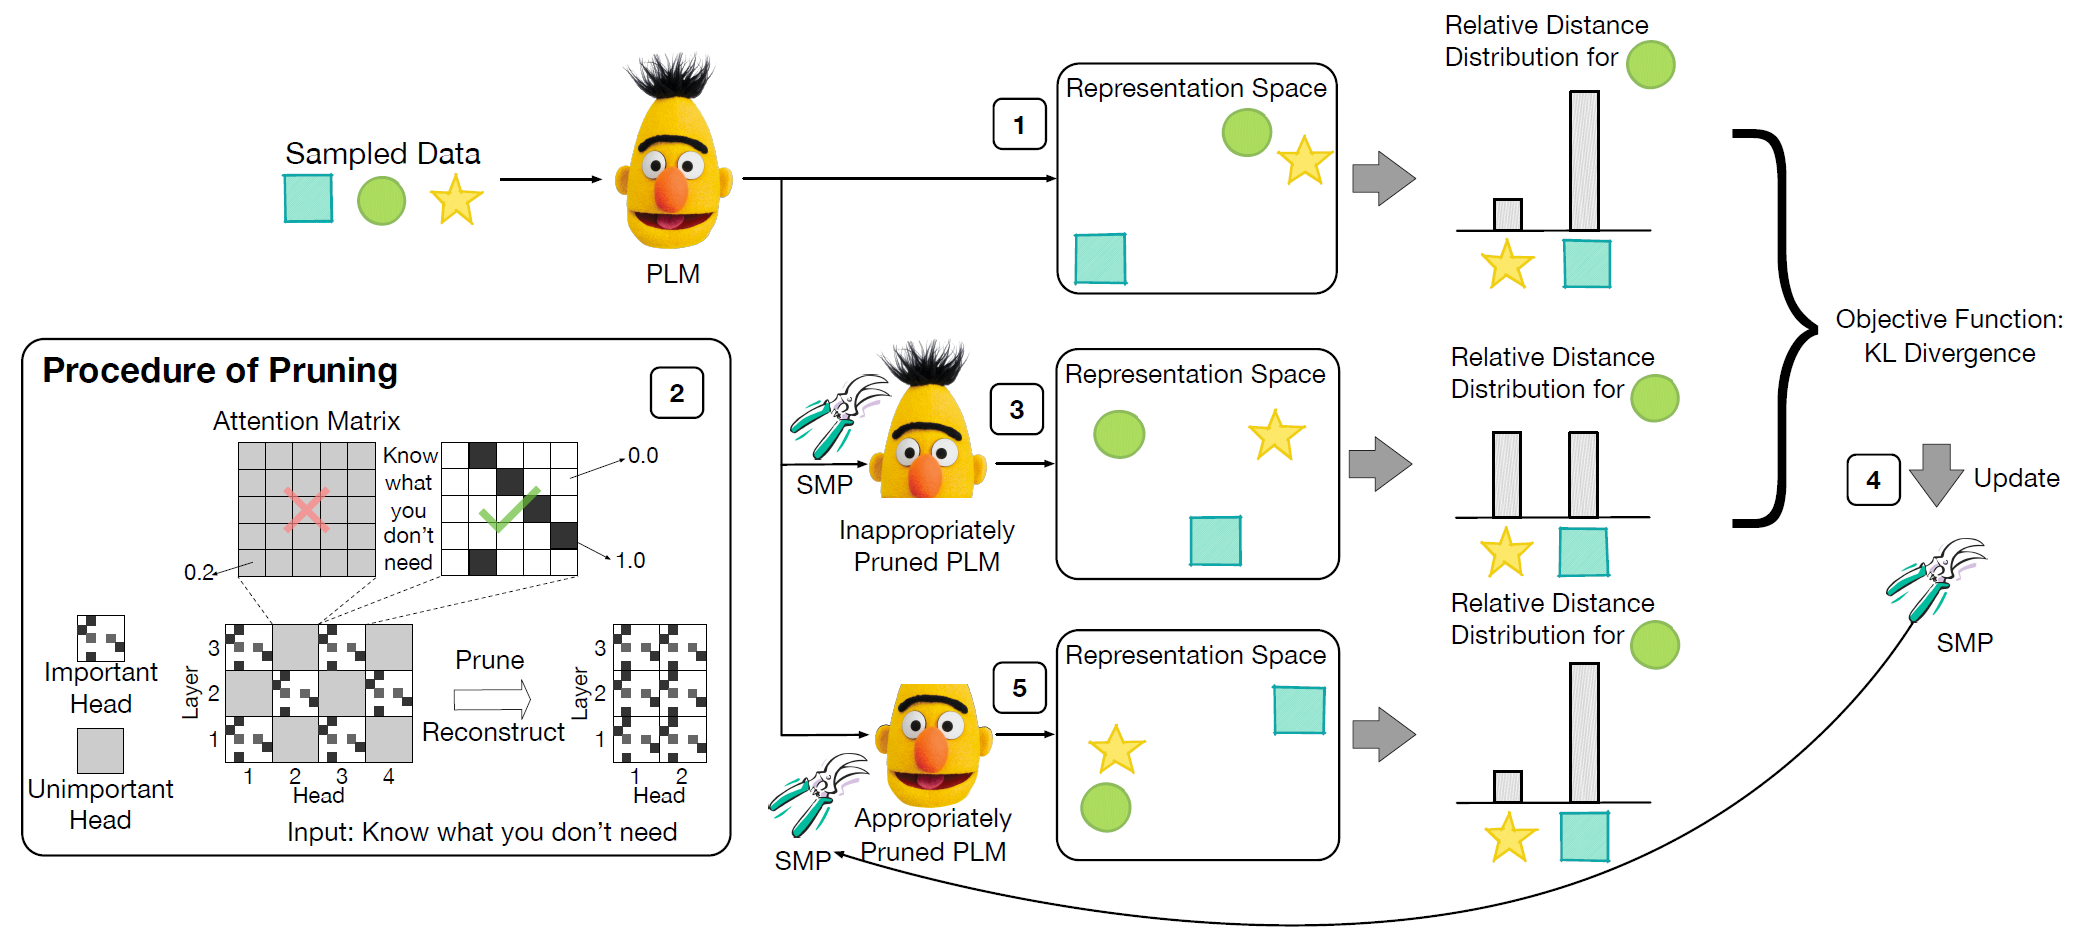 Sampled Data
PLM
1
Representation Space
Relative Distance
Distribution for
Objective Function:
KL Divergence
4
Update
SMP
Procedure of Pruning
2
Attention Matrix
Know
what
you
don't
need
0.0
1.0
0.2
Important
Head
Unimportant
Head
Layer
3
2
1
1 2 3 4
Head
Prune
Reconstruct
Layer
3
2
1
1 2
Head
Input: Know what you don't need
SMP
Inappropriately
Pruned PLM
3
Representation Space
Relative Distance
Distribution for
SMP
Appropriately
Pruned PLM
5
Representation Space
Relative Distance
Distribution for